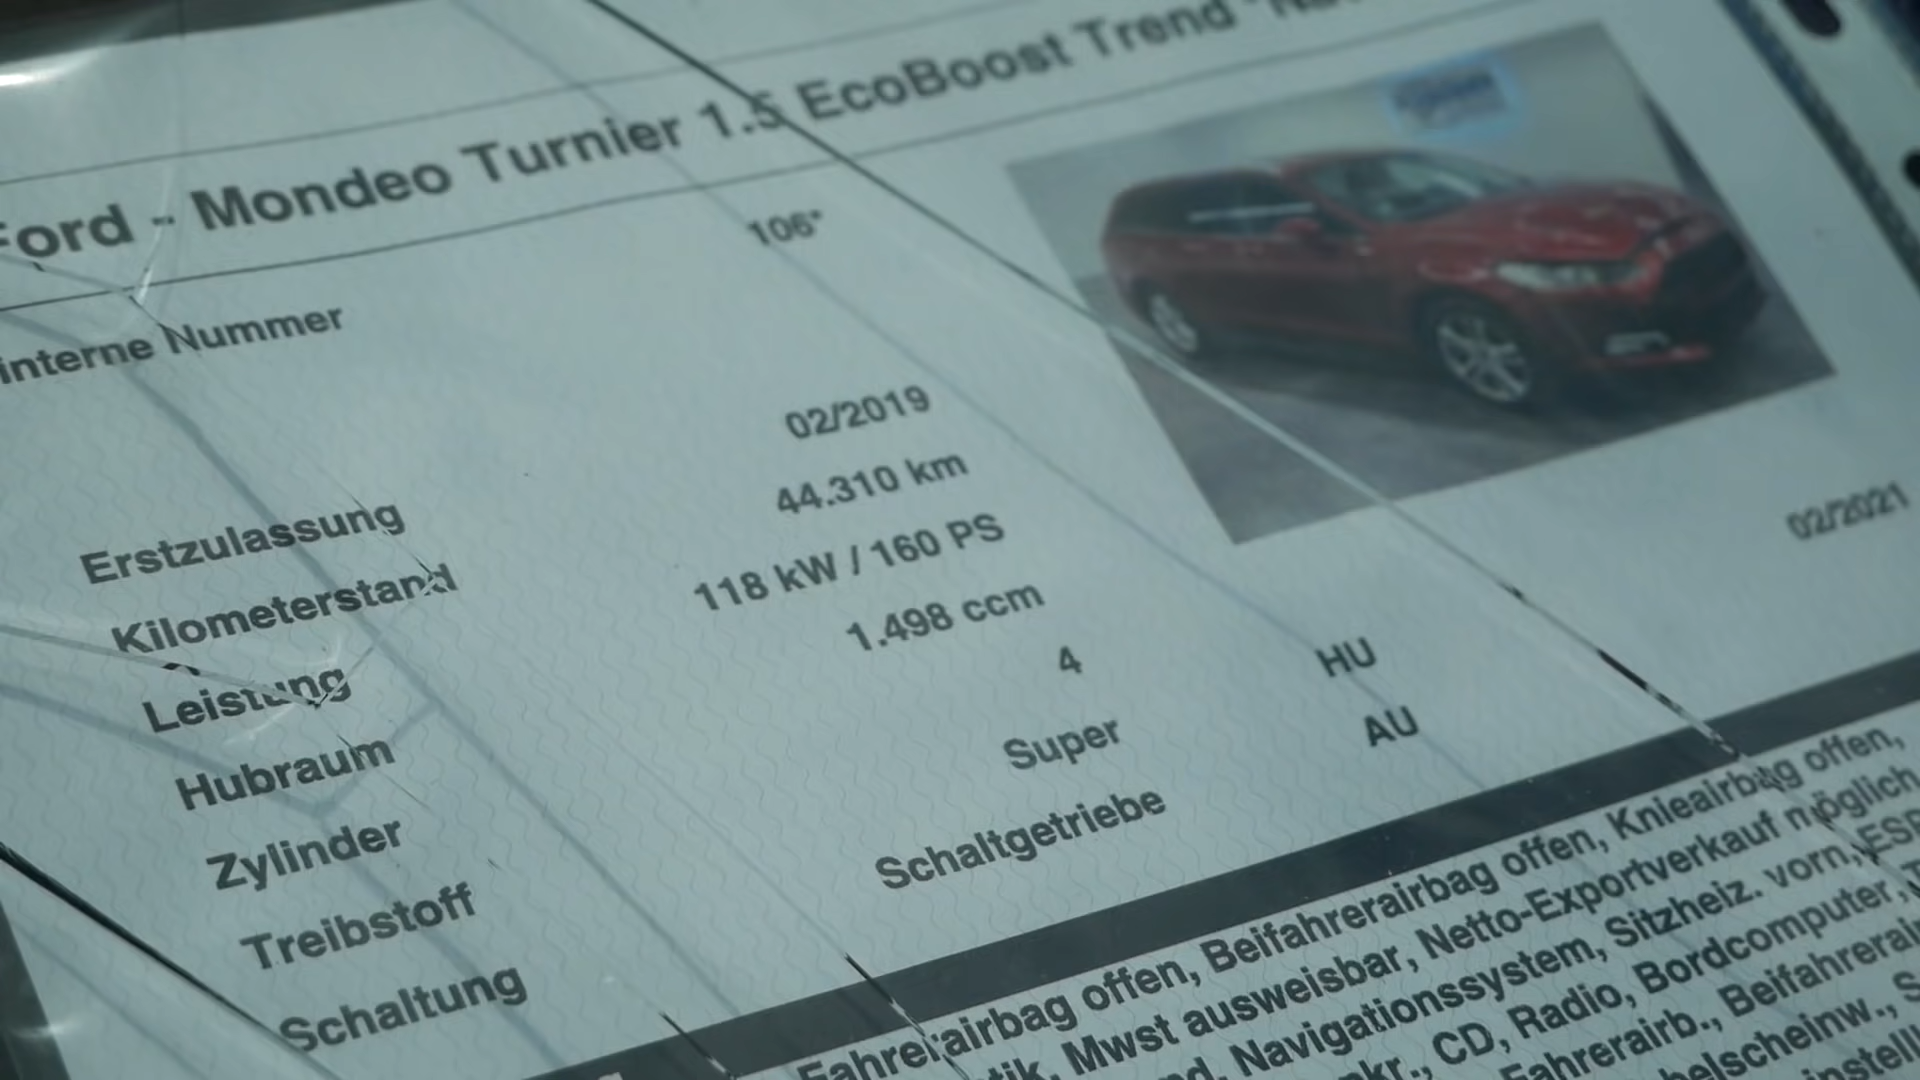 Ford - Mondeo Turnier 1.5 EcoBoost Trend
interne Nummer 106*
Erstzulassung 02/2019
Kilometerstand 44.310 km
Leistung 118 kW / 160 PS
Hubraum 1.498 ccm
Zylinder 4
Treibstoff Super HU 02/2021
Schaltung Schaltgetriebe AU
Fahrerairbag offen, Beifahrerairbag offen, Knieairbag offen,
Mwst ausweisbar, Netto-Exportverkauf möglich
Navigationssystem, Sitzheiz. vorn, ESP
CD, Radio, Bordcomputer,
Fahrerairb.,